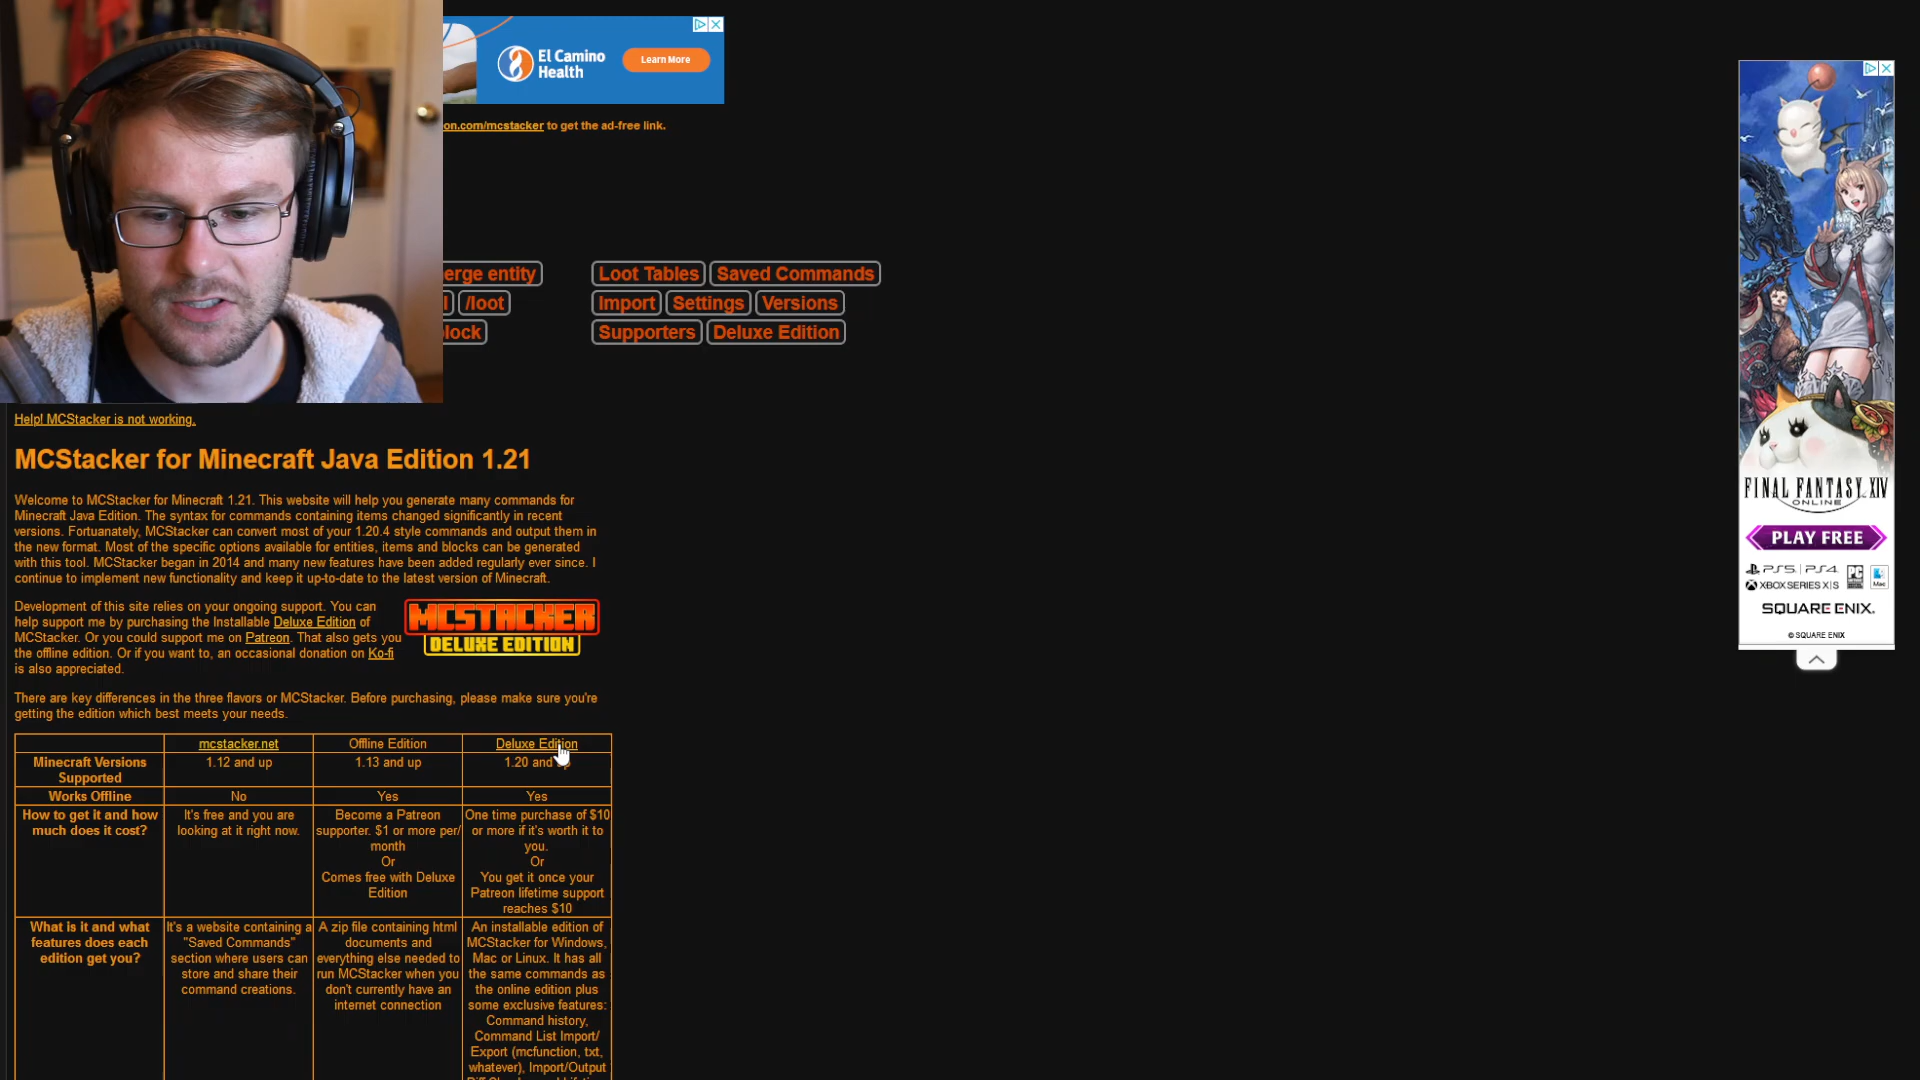 El Camino
Health
Learn More
on.com/mcstacker to get the ad-free link.
erge entity
Loot Tables
Saved Commands
/loot
Import
Settings
Versions
lock
Supporters
Deluxe Edition
Help! MCStacker is not working.
MCStacker for Minecraft Java Edition 1.21
Welcome to MCStacker for Minecraft 1.21. This website will help you generate many commands for
Minecraft Java Edition. The syntax for commands containing items changed significantly in recent
versions. Fortuanately, MCStacker can convert most of your 1.20.4 style commands and output them in
the new format. Most of the specific options available for entities, items and blocks can be generated
with this tool. MCStacker began in 2014 and many new features have been added regularly ever since. I
continue to implement new functionality and keep it up-to-date to the latest version of Minecraft.
Development of this site relies on your ongoing support. You can
help support me by purchasing the Installable Deluxe Edition of
MCStacker. Or you could support me on Patreon. That also gets you
the offline edition. Or if you want to, an occasional donation on Ko-fi
is also appreciated.
MCSTACKER
DELUXE EDITION
There are key differences in the three flavors or MCStacker. Before purchasing, please make sure you're
getting the edition which best meets your needs.
mcstacker.net
Offline Edition
Deluxe Edition
Minecraft Versions
Supported
1.12 and up
1.13 and up
1.20 and up
Works Offline
No
Yes
Yes
How to get it and how
much does it cost?
It's free and you are
looking at it right now.
Become a Patreon
supporter. $1 or more per/
month
Or
Comes free with Deluxe
Edition
One time purchase of $10
or more if it's worth it to
you.
Or
You get it once your
Patreon lifetime support
reaches $10
What is it and what
features does each
edition get you?
It's a website containing a
"Saved Commands"
section where users can
store and share their
command creations.
A zip file containing html
documents and
everything else needed to
run MCStacker when you
don't currently have an
internet connection
An installable edition of
MCStacker for Windows,
Mac or Linux. It has all
the same commands as
the online edition plus
some exclusive features:
Command history,
Command List Import/
Export (mcfunction, txt,
whatever), Import/Output
FINAL FANTASY XIV
ONLINE
PLAY FREE
PS5 | PS4
XBOX SERIES X|S
PC
Mac
SQUARE ENIX.
© SQUARE ENIX